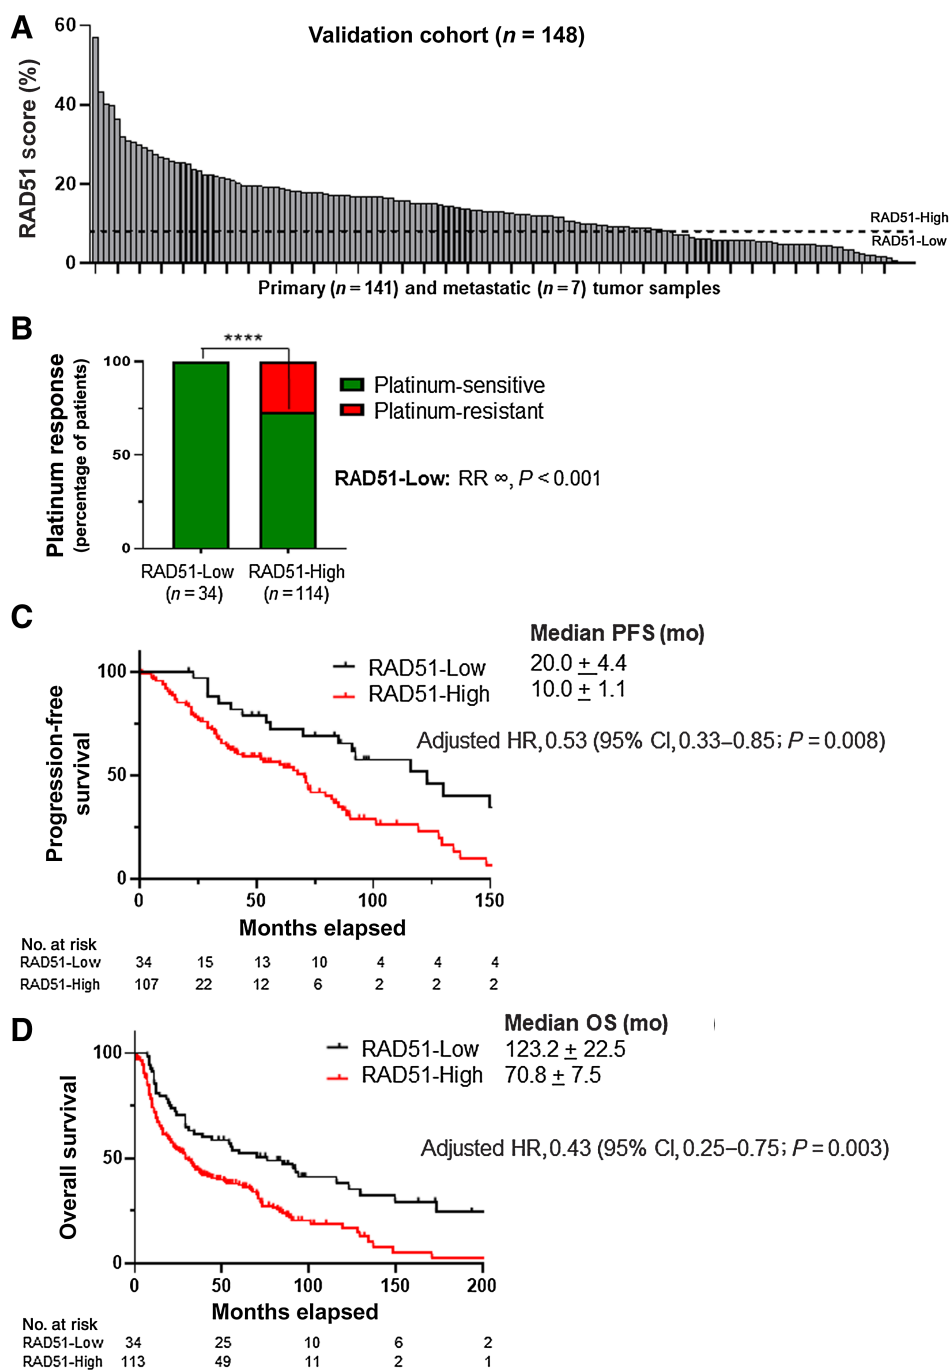 A
Validation cohort (n = 148)
RAD51 score (%)
60
40
20
0
RAD51-High
RAD51-Low
Primary (n = 141) and metastatic (n = 7) tumor samples
B
****
Platinum response
(percentage of patients)
100
50
0
Platinum-sensitive
Platinum-resistant
RAD51-Low: RR ∞, P < 0.001
RAD51-Low
(n = 34)
RAD51-High
(n = 114)
C
Median PFS (mo)
RAD51-Low 20.0 ± 4.4
RAD51-High 10.0 ± 1.1
Adjusted HR, 0.53 (95% CI, 0.33–0.85; P = 0.008)
Progression-free
survival
100
50
0
0 50 100 150
Months elapsed
No. at risk
RAD51-Low 34 15 13 10 4 4 4
RAD51-High 107 22 12 6 2 2 2
D
Median OS (mo)
RAD51-Low 123.2 ± 22.5
RAD51-High 70.8 ± 7.5
Adjusted HR, 0.43 (95% CI, 0.25–0.75; P = 0.003)
Overall survival
100
50
0
0 50 100 150 200
Months elapsed
No. at risk
RAD51-Low 34 25 10 6 2
RAD51-High 113 49 11 2 1